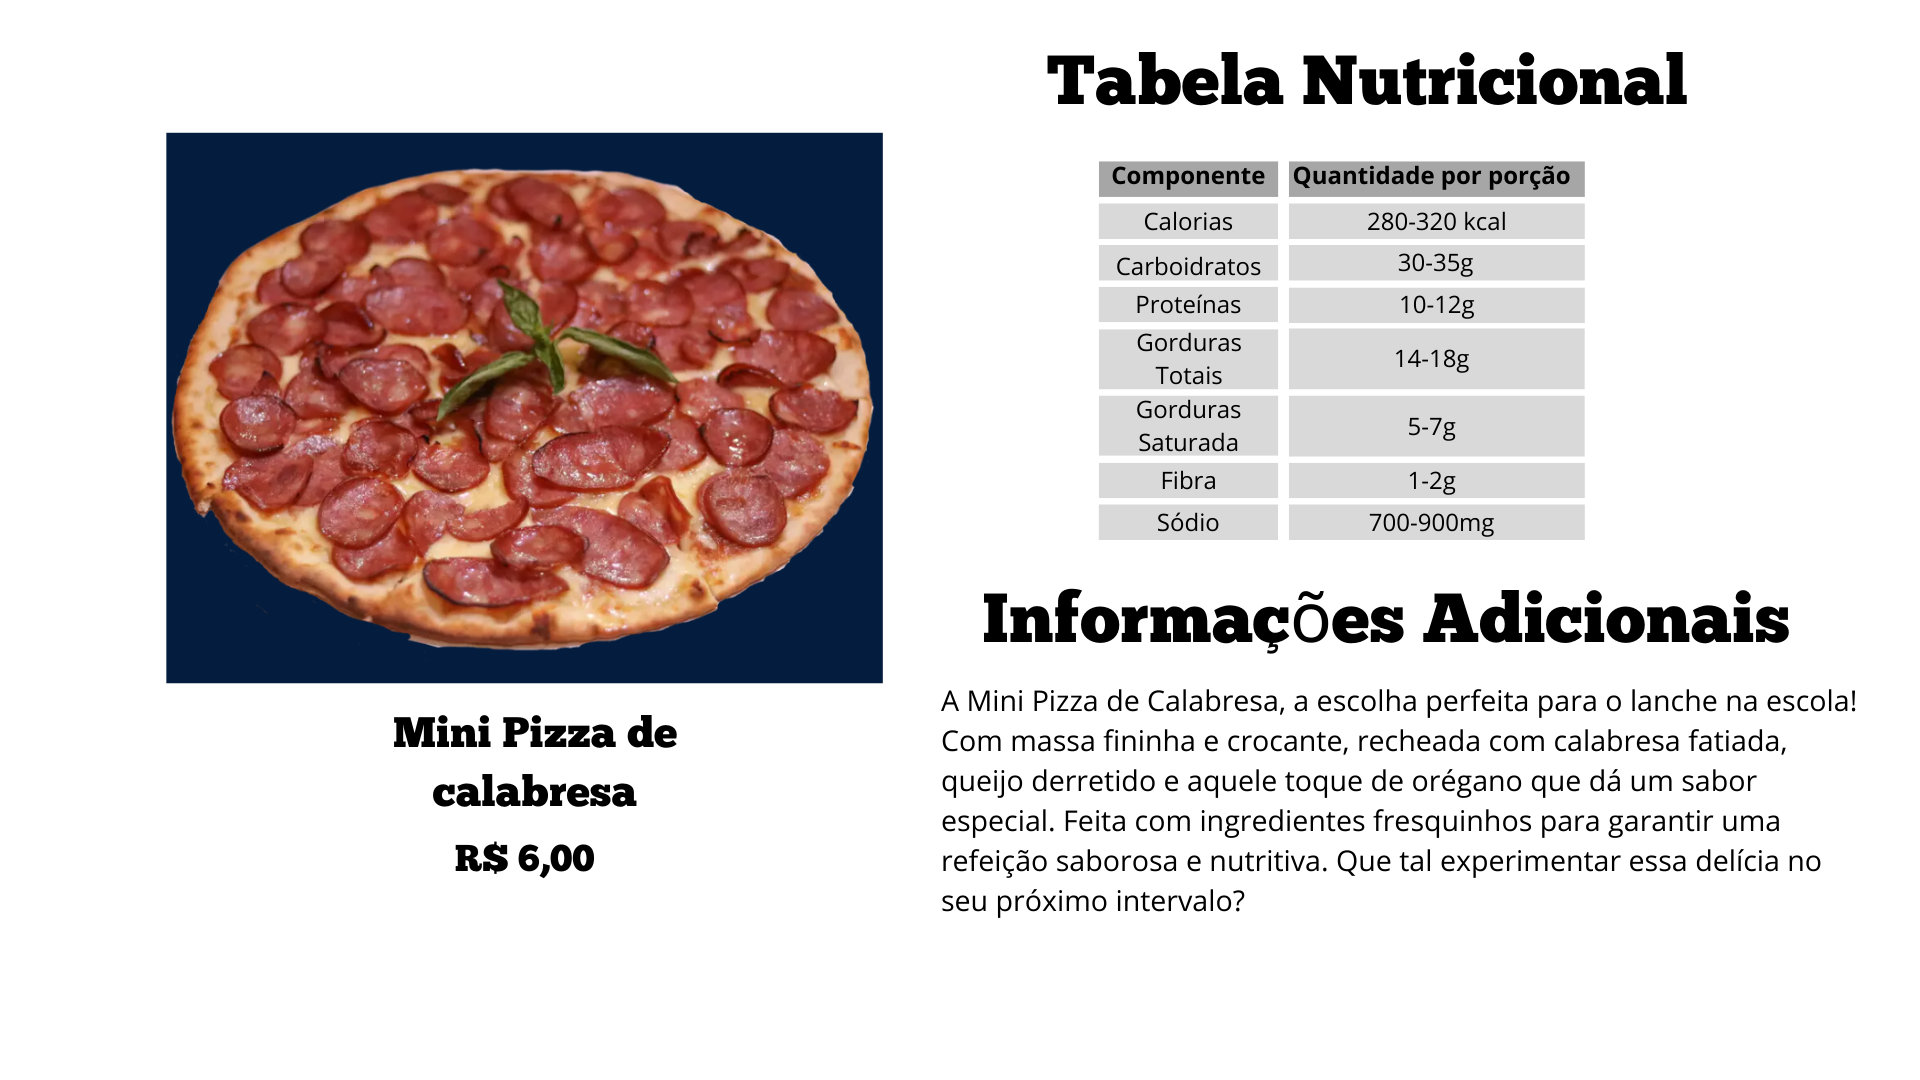 Mini Pizza de
calabresa
R$ 6,00
Tabela Nutricional
Componente Quantidade por porção
Calorias 280-320 kcal
Carboidratos 30-35g
Proteínas 10-12g
Gorduras
Totais 14-18g
Gorduras
Saturada 5-7g
Fibra 1-2g
Sódio 700-900mg
Informações Adicionais
A Mini Pizza de Calabresa, a escolha perfeita para o lanche na escola!
Com massa fininha e crocante, recheada com calabresa fatiada,
queijo derretido e aquele toque de orégano que dá um sabor
especial. Feita com ingredientes fresquinhos para garantir uma
refeição saborosa e nutritiva. Que tal experimentar essa delícia no
seu próximo intervalo?